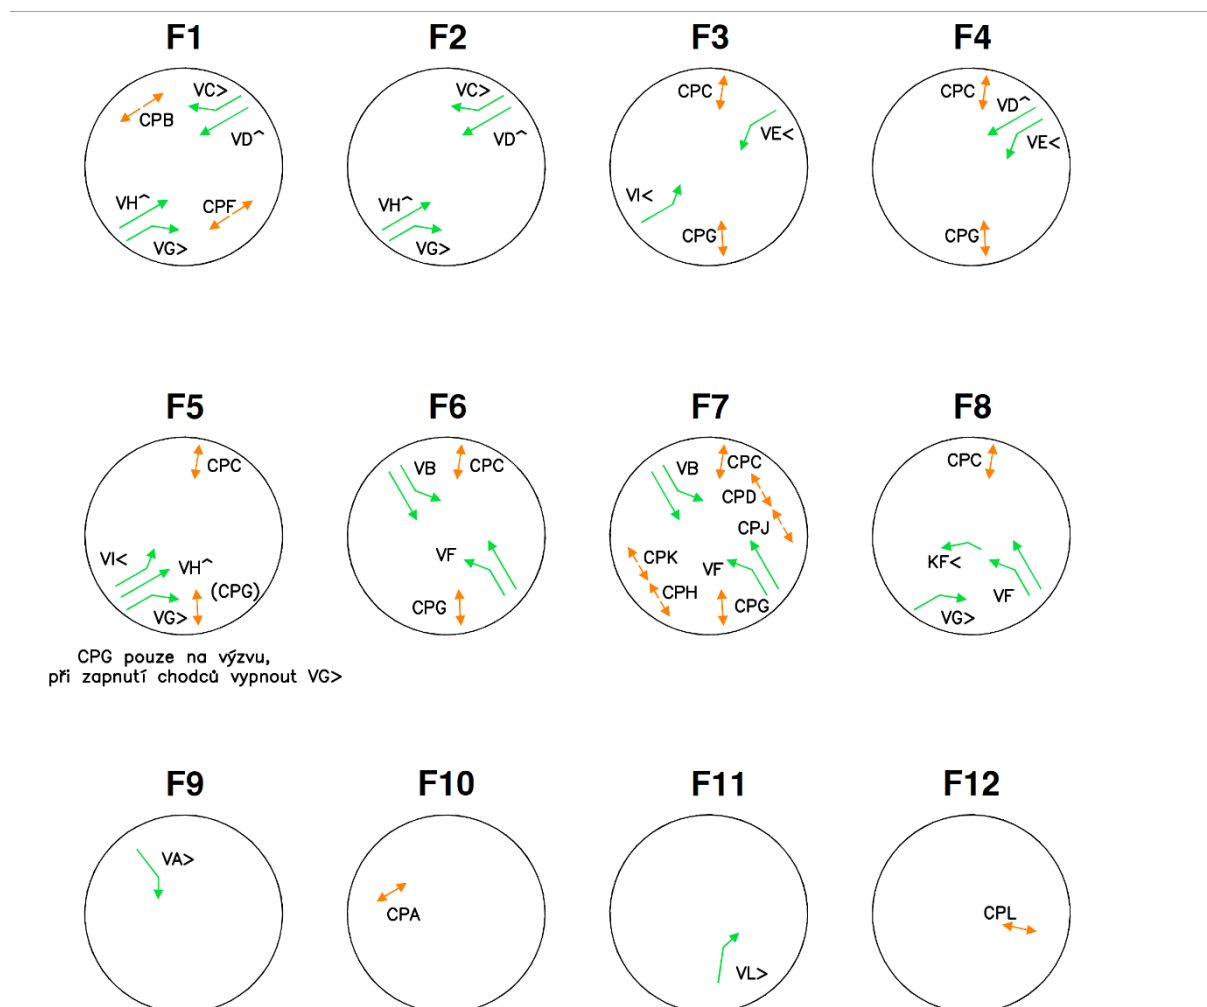 F1
F2
F3
F4
CPB
VC>
VD^
VH^
CPF
VG>
VC>
VD^
VH^
VG>
CPC
VE<
VI<
CPG
CPC
VD^
VE<
CPG
F5
F6
F7
F8
CPC
VI<
VH^
(CPG)
VG>
CPG pouze na výzvu,
při zapnutí chodců vypnout VG>
VB
CPC
VF
CPG
VB
CPC
CPD
CPJ
CPK
VF
CPH
CPG
CPC
KF<
VF
VG>
F9
F10
F11
F12
VA>
CPA
VL>
CPL